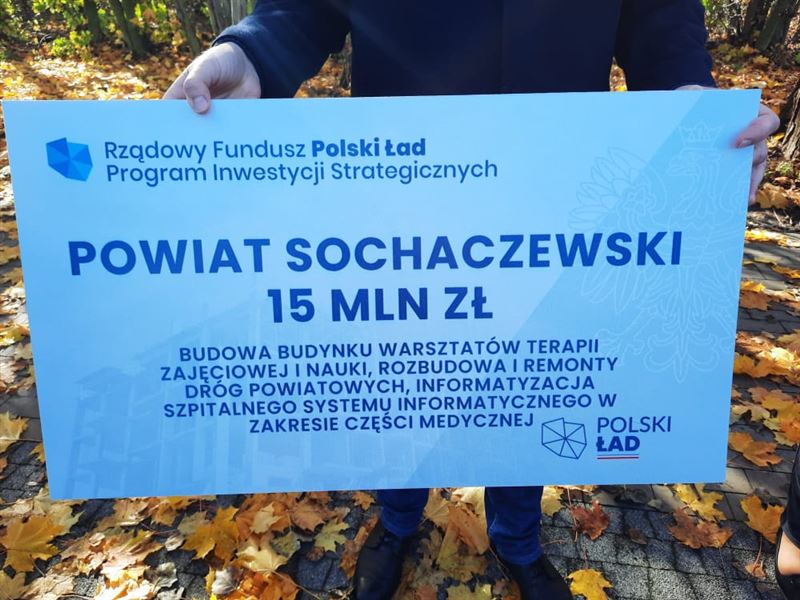 Rządowy Fundusz Polski Ład
Program Inwestycji Strategicznych
POWIAT SOCHACZEWSKI
15 MLN ZŁ
BUDOWA BUDYNKU WARSZTATÓW TERAPII
ZAJĘCIOWEJ I NAUKI, ROZBUDOWA I REMONTY
DRÓG POWIATOWYCH, INFORMATYZACJA
SZPITALNEGO SYSTEMU INFORMATYCZNEGO W
ZAKRESIE CZĘŚCI MEDYCZNEJ
POLSKI
ŁAD